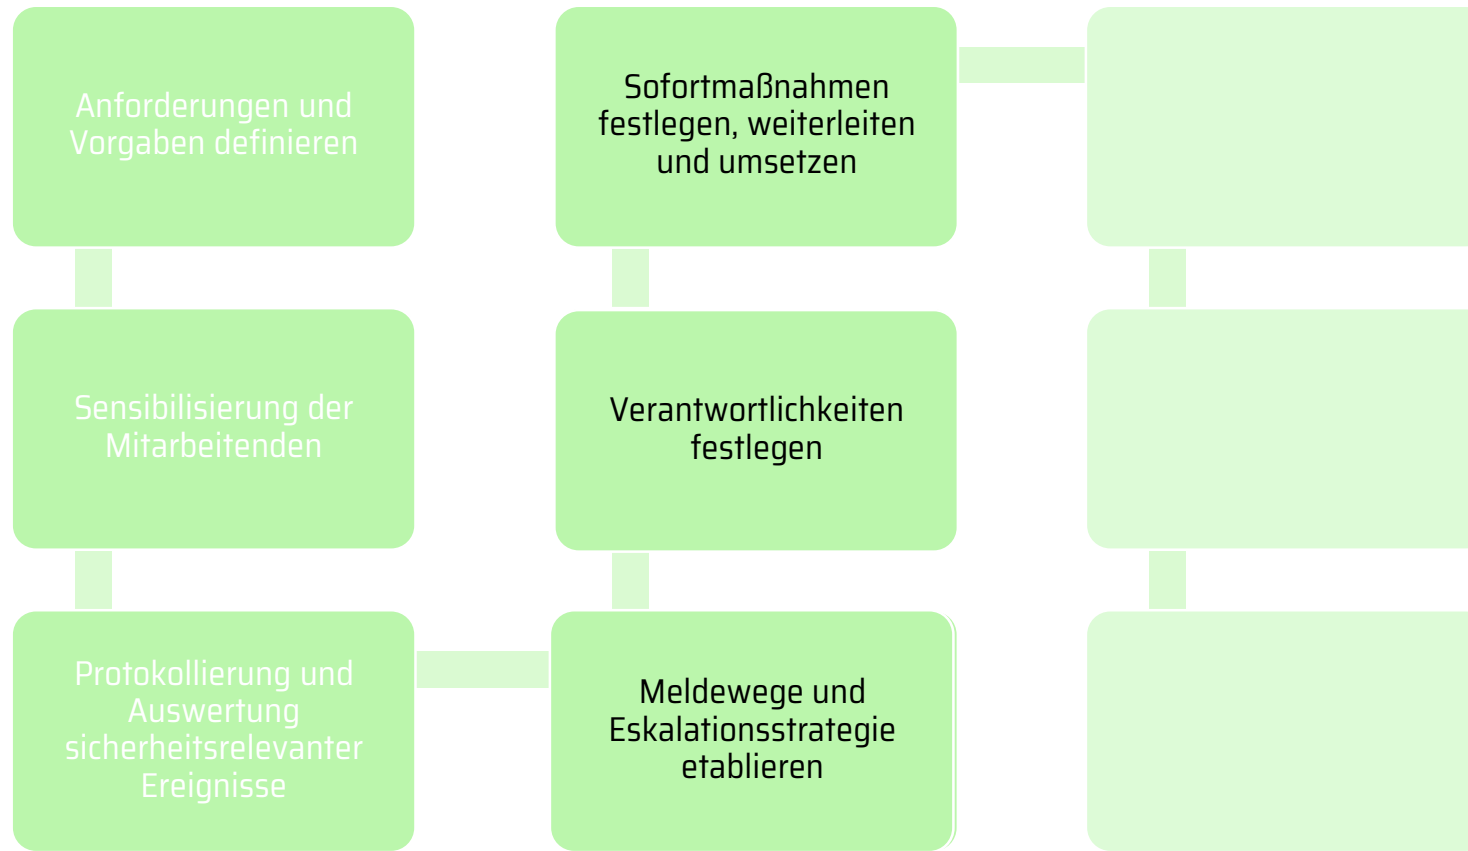 Anforderungen und
Vorgaben definieren
Sensibilisierung der
Mitarbeitenden
Protokollierung und
Auswertung
sicherheitsrelevanter
Ereignisse
Meldewege und
Eskalationsstrategie
etablieren
Verantwortlichkeiten
festlegen
Sofortmaßnahmen
festlegen, weiterleiten
und umsetzen